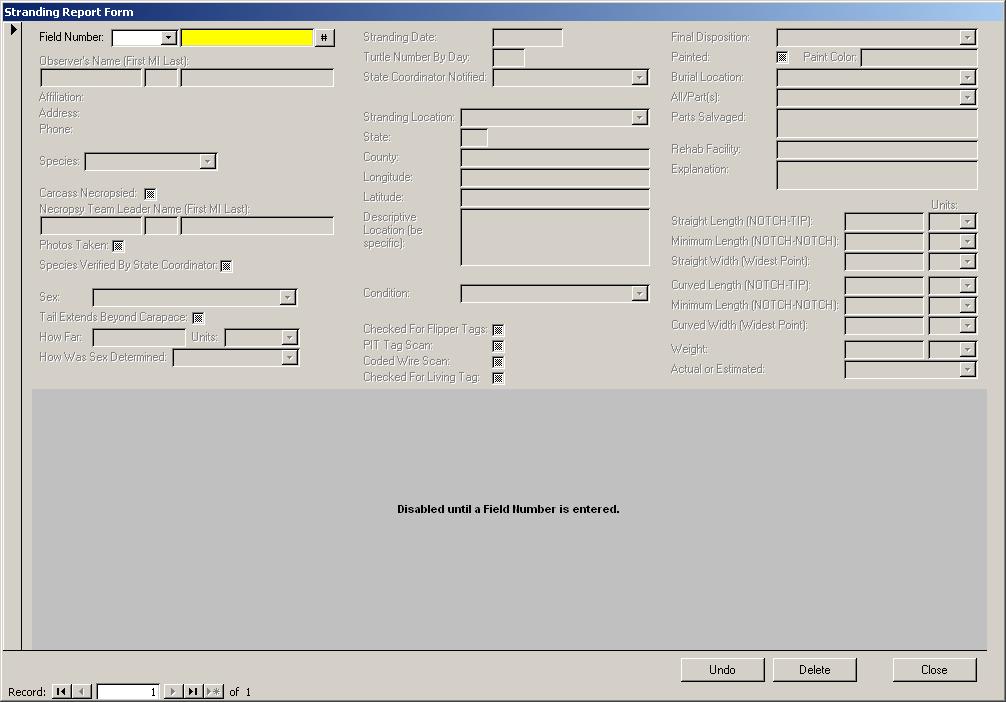 Stranding Report Form
Field Number: #
Observer's Name (First MI Last):
Affiliation:
Address:
Phone:
Species:
Carcass Necropsied:
Necropsy Team Leader Name (First MI Last):
Photos Taken:
Species Verified By State Coordinator:
Sex:
Tail Extends Beyond Carapace:
How Far: Units:
How Was Sex Determined:
Stranding Date:
Turtle Number By Day:
State Coordinator Notified:
Stranding Location:
State:
County:
Longitude:
Latitude:
Descriptive
Location (be
specific):
Condition:
Checked For Flipper Tags:
PIT Tag Scan:
Coded Wire Scan:
Checked For Living Tag:
Final Disposition:
Painted: Paint Color:
Burial Location:
All/Part(s):
Parts Salvaged:
Rehab Facility:
Explanation:
Units:
Straight Length (NOTCH-TIP):
Minimum Length (NOTCH-NOTCH):
Straight Width (Widest Point):
Curved Length (NOTCH-TIP):
Minimum Length (NOTCH-NOTCH):
Curved Width (Widest Point):
Weight:
Actual or Estimated:
Disabled until a Field Number is entered.
Undo Delete Close
Record: 1 of 1